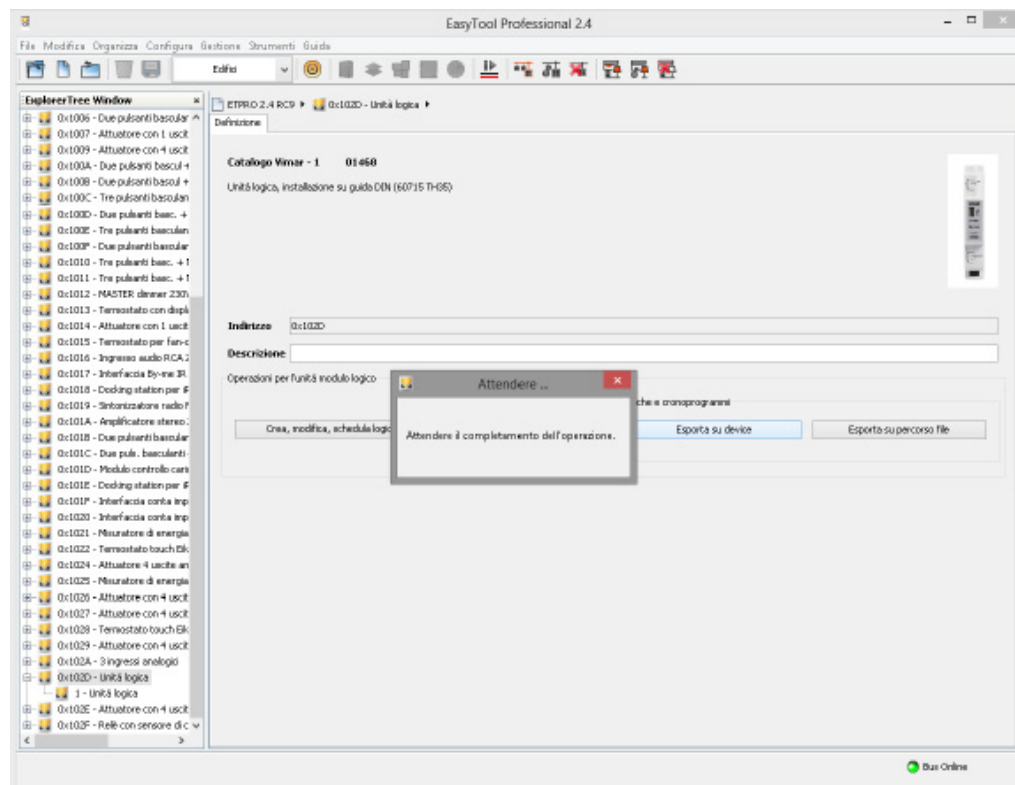 EasyTool Professional 2.4
File Modifica Organizza Configura Gestione Strumenti Guida
Edifici
ExplorerTree Window
0x1006 - Due pulsanti basculan
0x1007 - Attuatore con 1 uscit
0x1009 - Attuatore con 4 uscit
0x100A - Due pulsanti bascul +
0x100B - Due pulsanti bascul +
0x100C - Tre pulsanti basculan
0x100D - Due pulsanti basc. +
0x100E - Tre pulsanti basculan
0x100F - Due pulsanti basculan
0x1010 - Tre pulsanti basc. + 1
0x1011 - Tre pulsanti basc. + 1
0x1012 - MASTER dimmer 230V
0x1013 - Termostato con displa
0x1014 - Attuatore con 1 uscit
0x1015 - Termostato per fan-c
0x1016 - Ingresso audio RCA 2
0x1017 - Interfaccia By-me IR
0x1018 - Docking station per iP
0x1019 - Sintonizzatore radio F
0x101A - Amplificatore stereo
0x101B - Due pulsanti basculan
0x101C - Due puls. basculanti
0x101D - Modulo controllo caric
0x101E - Docking station per iP
0x101F - Interfaccia conta imp
0x1020 - Interfaccia conta imp
0x1021 - Misuratore di energia
0x1022 - Termostato touch Eik
0x1024 - Attuatore 4 uscite an
0x1025 - Misuratore di energia
0x1026 - Attuatore con 4 uscit
0x1027 - Attuatore con 4 uscit
0x1028 - Termostato touch Eik
0x1029 - Attuatore con 4 uscit
0x102A - 3 ingressi analogici
0x102D - Unità logica
1 - Unità logica
0x102E - Attuatore con 4 uscit
0x102F - Relè con sensore di c
ETPRO 2.4 RC9 0x102D - Unità logica
Definizione
Catalogo Vimar - 1 01468
Unità logica, installazione su guida DIN (60715 TH35)
Indirizzo 0x102D
Descrizione
Operazioni per l'unità modulo logico
che e cronoprogrammi
Crea, modifica, schedula logic
Esporta su device
Esporta su percorso file
Attendere ..
Attendere il completamento dell'operazione.
Bus Online